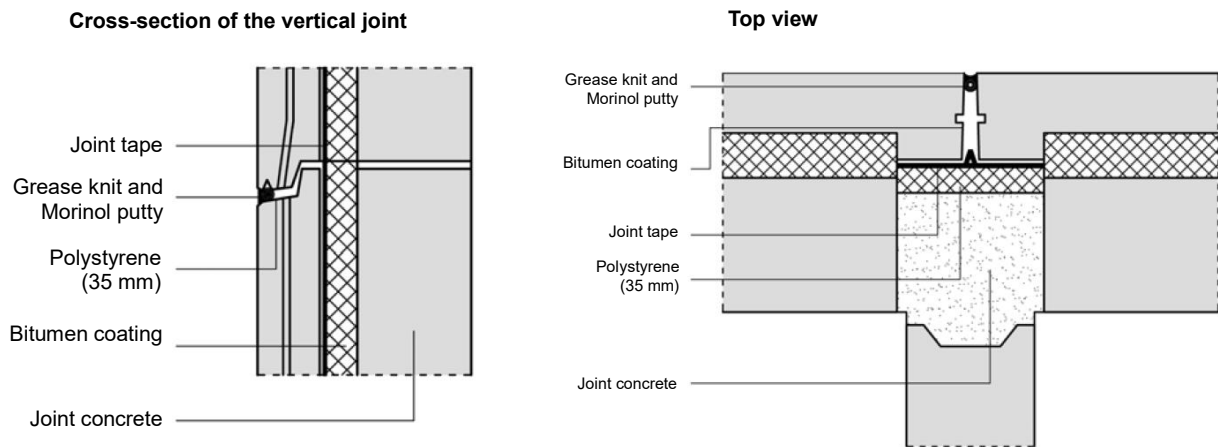 Cross-section of the vertical joint
Joint tape
Grease knit and
Morinol putty
Polystyrene
(35 mm)
Bitumen coating
Joint concrete
Top view
Grease knit and
Morinol putty
Bitumen coating
Joint tape
Polystyrene
(35 mm)
Joint concrete